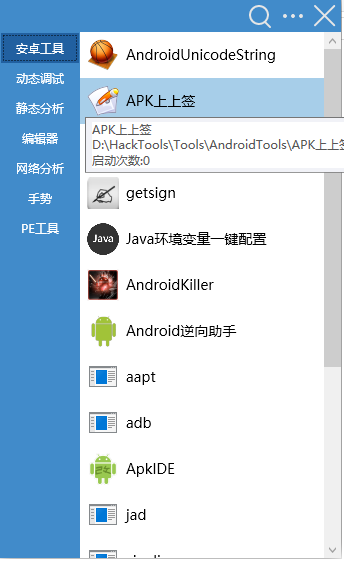 安卓工具
动态调试
静态分析
编辑器
网络分析
手势
PE工具
AndroidUnicodeString
APK上上签
APK上上签
D:\HackTools\Tools\AndroidTools\APK上上签
启动次数:0
getsign
Java
Java环境变量一键配置
AndroidKiller
Android逆向助手
aapt
adb
ApkIDE
jad